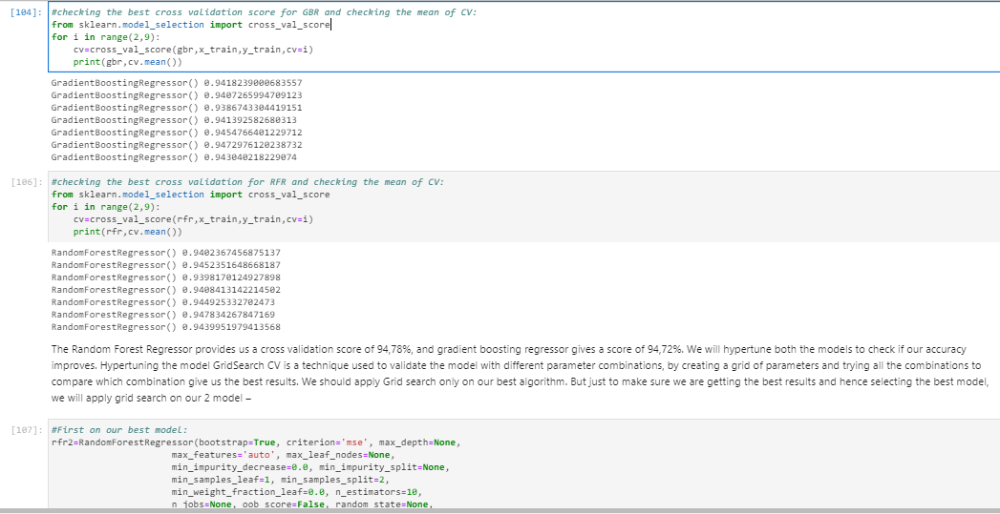 [104]: #checking the best cross validation score for GBR and checking the mean of CV:
from sklearn.model_selection import cross_val_score
for i in range(2,9):
    cv=cross_val_score(gbr,x_train,y_train,cv=i)
    print(gbr,cv.mean())
GradientBoostingRegressor() 0.9418239000683557
GradientBoostingRegressor() 0.9407265994709123
GradientBoostingRegressor() 0.9386743304419151
GradientBoostingRegressor() 0.941392582680313
GradientBoostingRegressor() 0.9454766401229712
GradientBoostingRegressor() 0.9472976120238732
GradientBoostingRegressor() 0.943040218229074
[106]: #checking the best cross validation for RFR and checking the mean of CV:
from sklearn.model_selection import cross_val_score
for i in range(2,9):
    cv=cross_val_score(rfr,x_train,y_train,cv=i)
    print(rfr,cv.mean())
RandomForestRegressor() 0.9402367456875137
RandomForestRegressor() 0.9452351648668187
RandomForestRegressor() 0.9398170124927898
RandomForestRegressor() 0.9408413142214502
RandomForestRegressor() 0.944925332702473
RandomForestRegressor() 0.947834267847169
RandomForestRegressor() 0.9439951979413568
The Random Forest Regressor provides us a cross validation score of 94,78%, and gradient boosting regressor gives a score of 94,72%. We will hypertune both the models to check if our accuracy
improves. Hypertuning the model GridSearch CV is a technique used to validate the model with different parameter combinations, by creating a grid of parameters and trying all the combinations to
compare which combination give us the best results. We should apply Grid search only on our best algorithm. But just to make sure we are getting the best results and hence selecting the best model,
we will apply grid search on our 2 model –
[107]: #First on our best model:
rfr2=RandomForestRegressor(bootstrap=True, criterion='mse', max_depth=None,
                      max_features='auto', max_leaf_nodes=None,
                      min_impurity_decrease=0.0, min_impurity_split=None,
                      min_samples_leaf=1, min_samples_split=2,
                      min_weight_fraction_leaf=0.0, n_estimators=10,
                      n_jobs=None, oob_score=False, random_state=None,